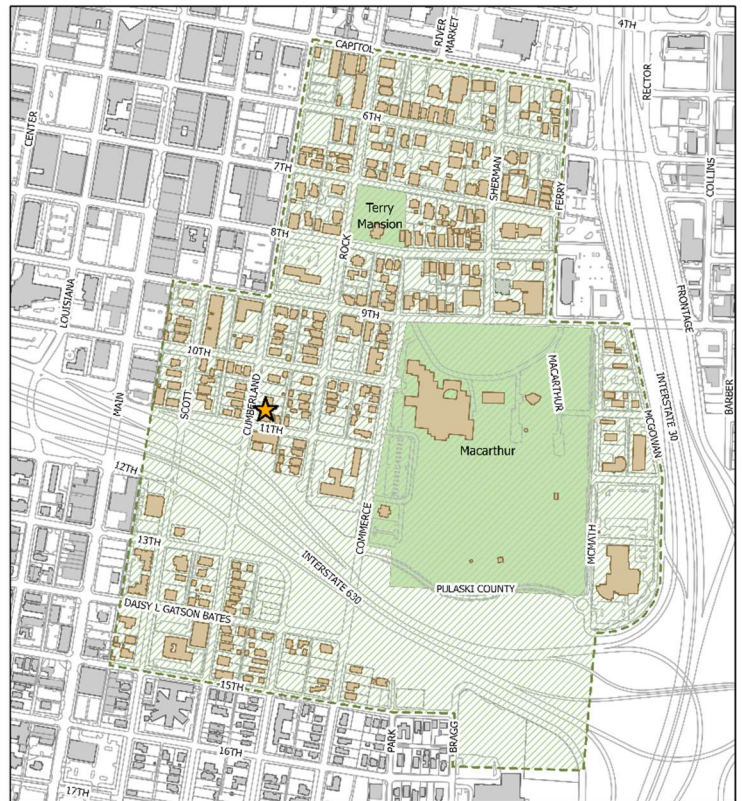 4TH
RIVER
MARKET
CAPITOL
RECTOR
CENTER
6TH
7TH
COLLINS
SHERMAN
FERRY
Terry
Mansion
8TH
ROCK
LOUISIANA
FRONTAGE
9TH
10TH
MACARTHUR
INTERSTATE 30
BARBER
CUMBERLAND
SCOTT
MAIN
MCGOWAN
11TH
Macarthur
12TH
COMMERCE
13TH
MCMATH
INTERSTATE 630
PULASKI COUNTY
DAISY L GATSON BATES
15TH
PARK
BRAGG
16TH
17TH